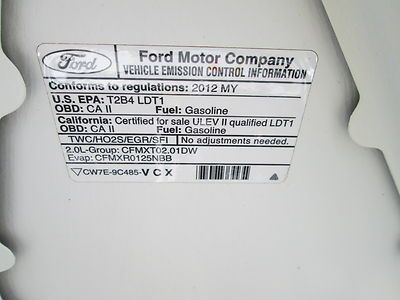 Ford
Ford Motor Company
VEHICLE EMISSION CONTROL INFORMATION
Conforms to regulations: 2012 MY
U.S. EPA: T2B4 LDT1
OBD: CA II Fuel: Gasoline
California: Certified for sale ULEV II qualified LDT1
OBD: CA II Fuel: Gasoline
TWC/HO2S/EGR/SFI No adjustments needed.
2.0L-Group: CFMXT02.01DW
Evap: CFMXR0125NBB
CW7E-9C485-V C X